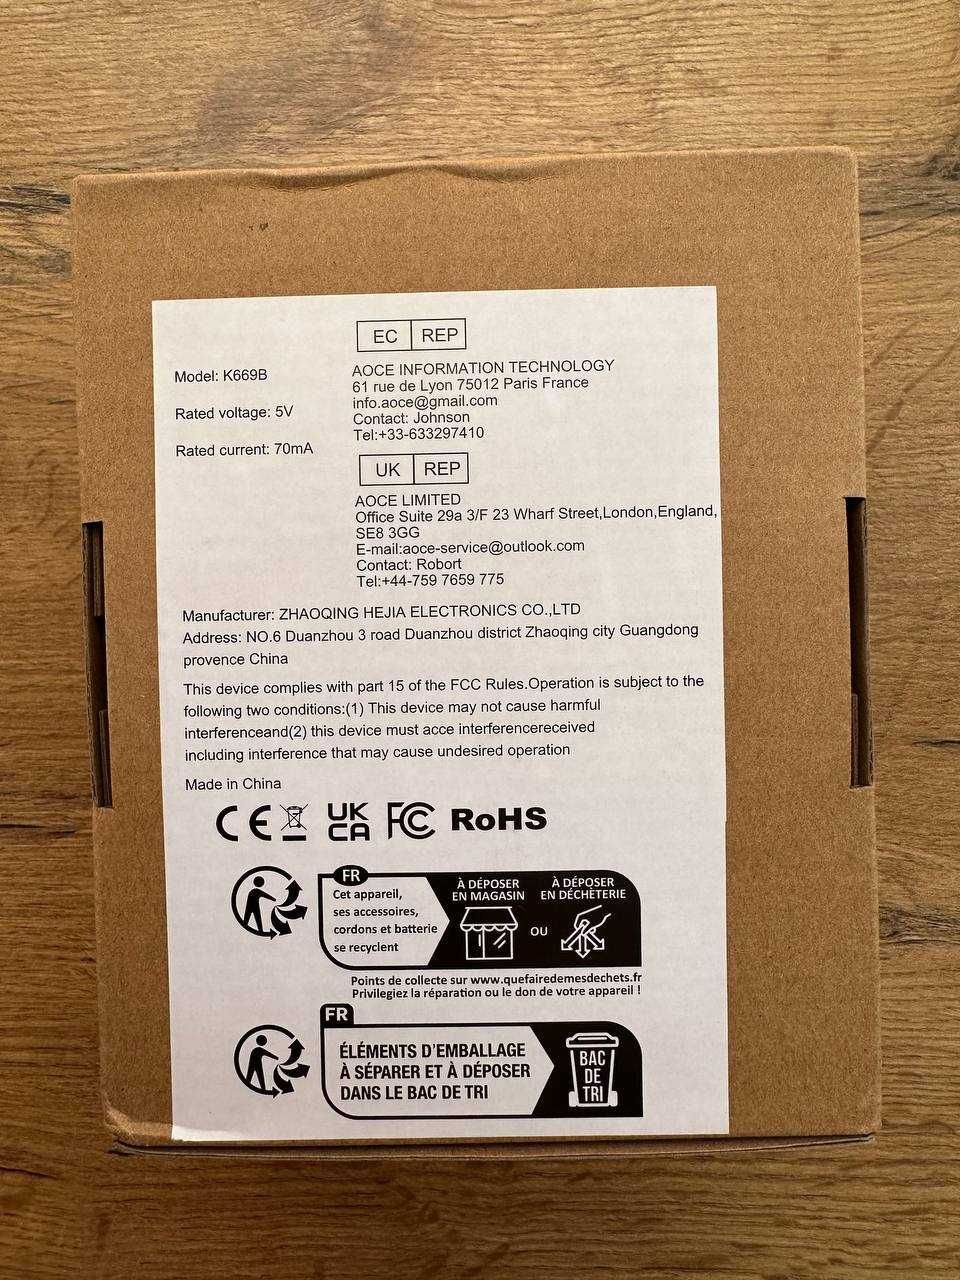 EC REP
Model: K669B
Rated voltage: 5V
Rated current: 70mA
AOCE INFORMATION TECHNOLOGY
61 rue de Lyon 75012 Paris France
info.aoce@gmail.com
Contact: Johnson
Tel:+33-633297410
UK REP
AOCE LIMITED
Office Suite 29a 3/F 23 Wharf Street,London,England,
SE8 3GG
E-mail:aoce-service@outlook.com
Contact: Robort
Tel:+44-759 7659 775
Manufacturer: ZHAOQING HEJIA ELECTRONICS CO.,LTD
Address: NO.6 Duanzhou 3 road Duanzhou district Zhaoqing city Guangdong
provence China
This device complies with part 15 of the FCC Rules.Operation is subject to the
following two conditions:(1) This device may not cause harmful
interferenceand(2) this device must acce interferencereceived
including interference that may cause undesired operation
Made in China
CE UK CA FC RoHS
FR
Cet appareil,
ses accessoires,
cordons et batterie
se recyclent
À DÉPOSER
EN MAGASIN
OU
À DÉPOSER
EN DÉCHÈTERIE
Points de collecte sur www.quefairedemesdechets.fr
Privilegiez la réparation ou le don de votre appareil !
FR
ÉLÉMENTS D'EMBALLAGE
À SÉPARER ET À DÉPOSER
DANS LE BAC DE TRI
BAC
DE
TRI